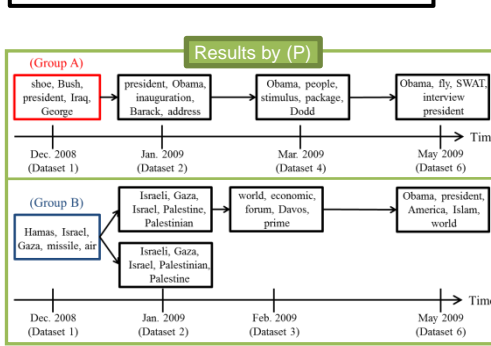 Results by (P)
(Group A)
shoe, Bush,
president, Iraq,
George
president, Obama,
inauguration,
Barack, address
Obama, people,
stimulus, package,
Dodd
Obama, fly, SWAT,
interview
president
Time
Dec. 2008
(Dataset 1)
Jan. 2009
(Dataset 2)
Mar. 2009
(Dataset 4)
May 2009
(Dataset 6)
(Group B)
Hamas, Israel,
Gaza, missile, air
Israeli, Gaza,
Israel, Palestine,
Palestinian
world, economic,
forum, Davos,
prime
Obama, president,
America, Islam,
world
Israeli, Gaza,
Israel, Palestinian,
Palestine
Time
Dec. 2008
(Dataset 1)
Jan. 2009
(Dataset 2)
Feb. 2009
(Dataset 3)
May 2009
(Dataset 6)